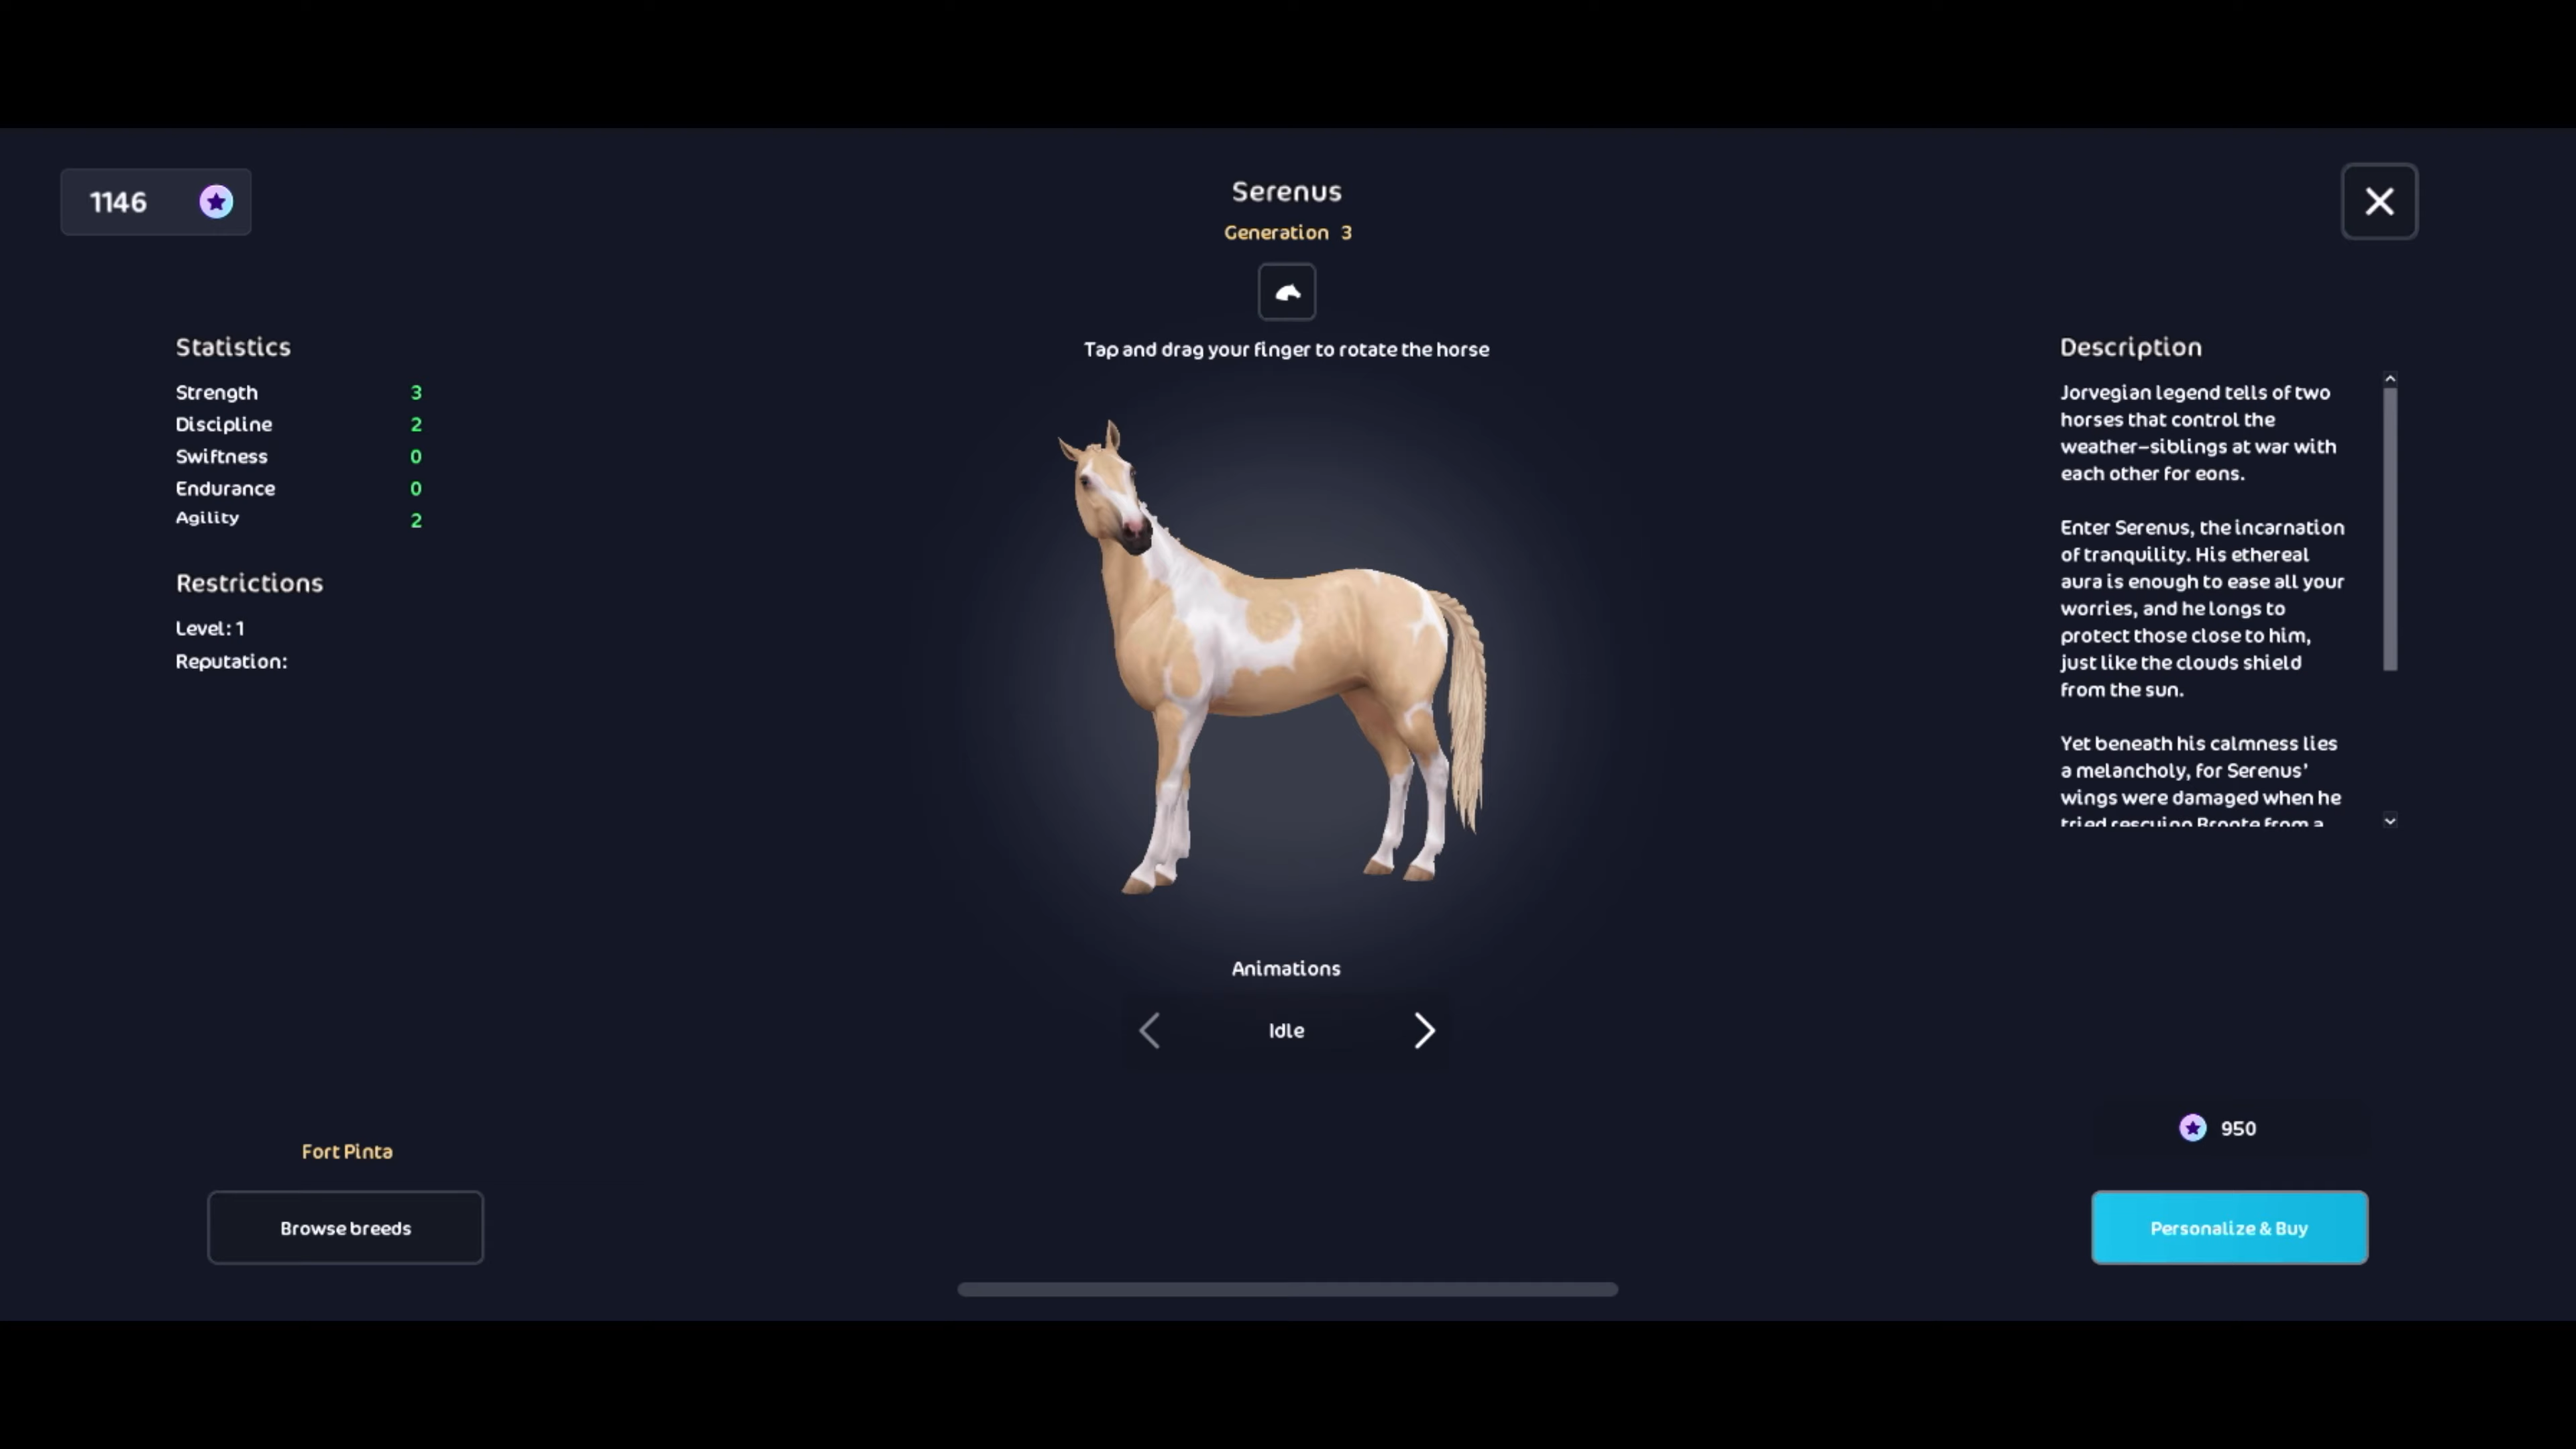 1146
Serenus
Generation 3
Tap and drag your finger to rotate the horse
Statistics
Strength 3
Discipline 2
Swiftness 0
Endurance 0
Agility 2
Restrictions
Level: 1
Reputation:
Description
Jorvegian legend tells of two
horses that control the
weather–siblings at war with
each other for eons.
Enter Serenus, the incarnation
of tranquility. His ethereal
aura is enough to ease all your
worries, and he longs to
protect those close to him,
just like the clouds shield
from the sun.
Yet beneath his calmness lies
a melancholy, for Serenus'
wings were damaged when he
tried rescuing Bronte from a
Animations
Idle
Fort Pinta
Browse breeds
950
Personalize & Buy